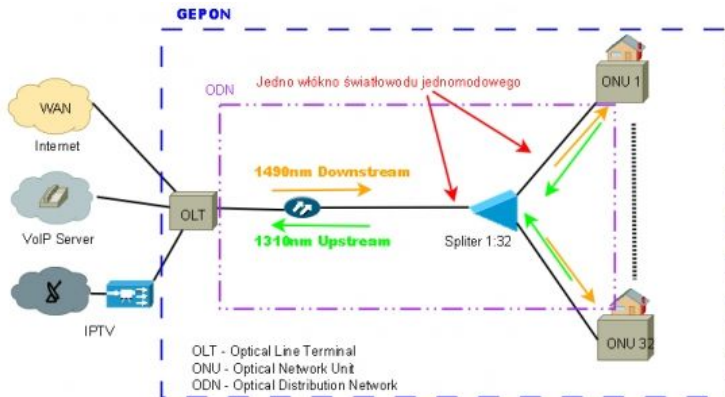 GEPON
ODN
Jedno włókno światłowodu jednomodowego
ONU 1
WAN
Internet
1490nm Downstream
OLT
VoIP Server
1310nm Upstream
Spliter 1:32
IPTV
ONU 32
OLT - Optical Line Terminal
ONU - Optical Network Unit
ODN - Optical Distribution Network